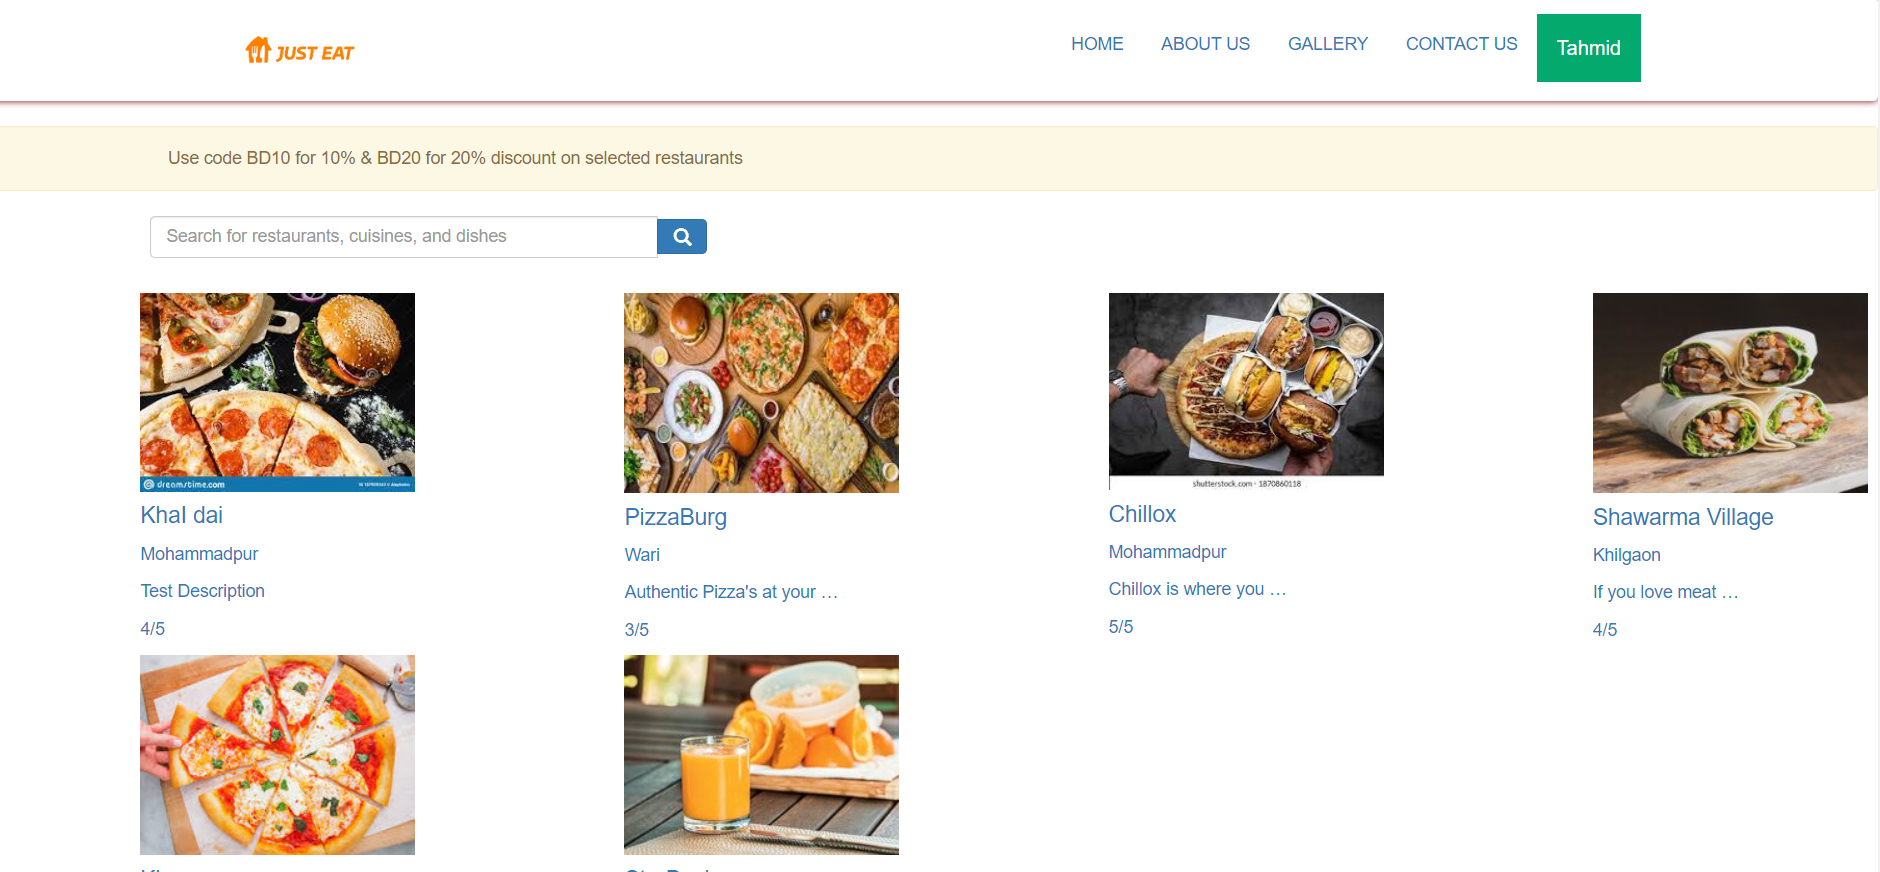 JUST EAT
HOME ABOUT US GALLERY CONTACT US Tahmid
Use code BD10 for 10% & BD20 for 20% discount on selected restaurants
Search for restaurants, cuisines, and dishes
dreamstime.com
shutterstock.com · 1870860118
KhaI dai
Mohammadpur
Test Description
4/5
PizzaBurg
Wari
Authentic Pizza's at your …
3/5
Chillox
Mohammadpur
Chillox is where you …
5/5
Shawarma Village
Khilgaon
If you love meat …
4/5